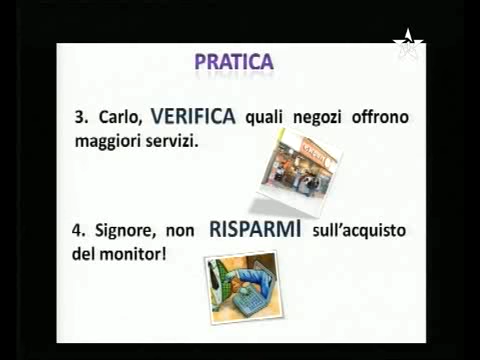 PRATICA
3. Carlo, VERIFICA quali negozi offrono
maggiori servizi.
4. Signore, non RISPARMI sull'acquisto
del monitor!